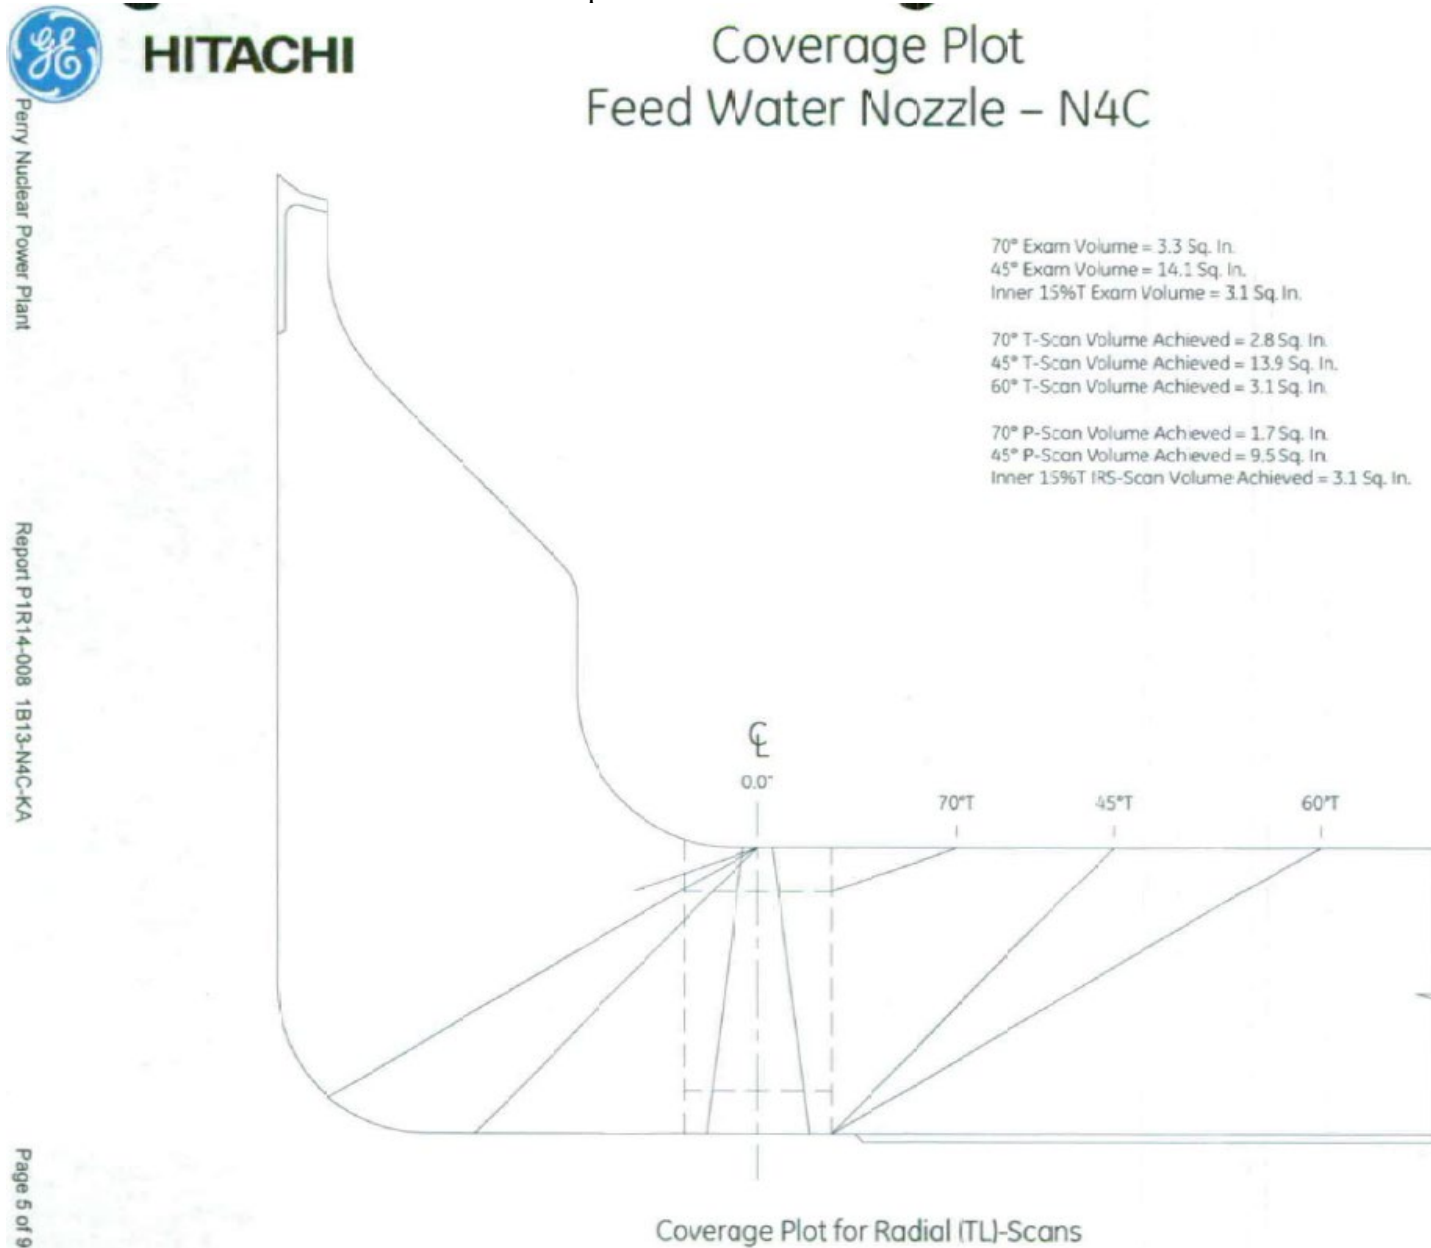 GE HITACHI
Coverage Plot
Feed Water Nozzle – N4C
Perry Nuclear Power Plant
Report P1R14-008 1B13-N4C-KA
Page 5 of 9
70° Exam Volume = 3.3 Sq. In.
45° Exam Volume = 14.1 Sq. In.
Inner 15%T Exam Volume = 3.1 Sq. In.
70° T-Scan Volume Achieved = 2.8 Sq. In.
45° T-Scan Volume Achieved = 13.9 Sq. In.
60° T-Scan Volume Achieved = 3.1 Sq. In.
70° P-Scan Volume Achieved = 1.7 Sq. In.
45° P-Scan Volume Achieved = 9.5 Sq. In.
Inner 15%T IRS-Scan Volume Achieved = 3.1 Sq. In.
℄
0.0"
70°T 45°T 60°T
Coverage Plot for Radial (TL)-Scans